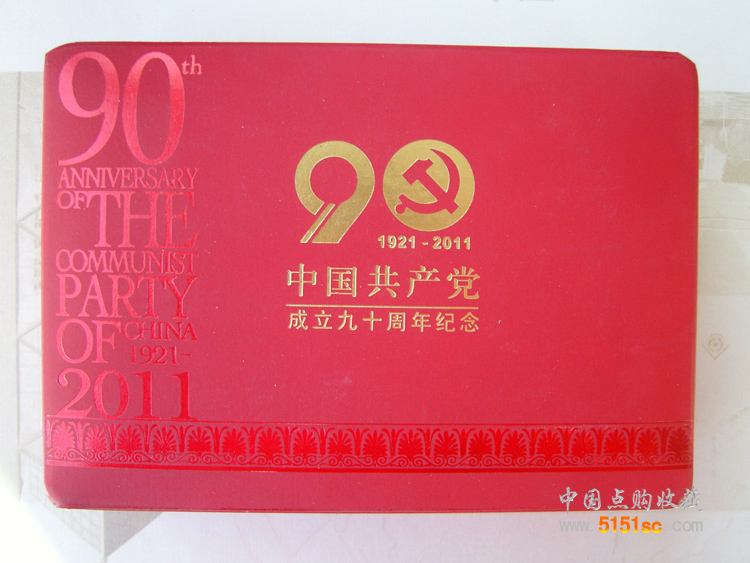 90th
ANNIVERSARY
OF THE
COMMUNIST
PARTY
OF CHINA
1921-
2011
90
1921-2011
中国共产党
成立九十周年纪念
中国点购收藏
www.5151sc.com